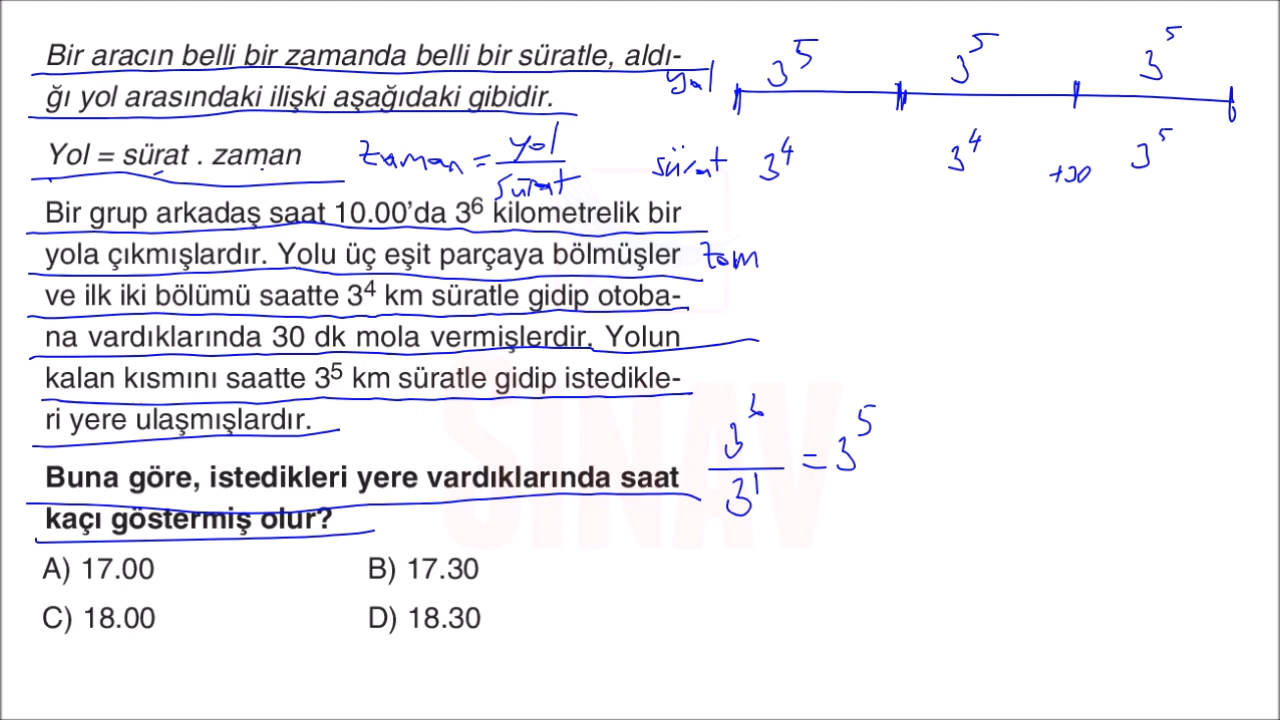 Bir aracın belli bir zamanda belli bir süratle, aldı-
ğı yol arasındaki ilişki aşağıdaki gibidir.
Yol = sürat . zaman
zaman = yol / sürat
Bir grup arkadaş saat 10.00'da 3⁶ kilometrelik bir
yola çıkmışlardır. Yolu üç eşit parçaya bölmüşler
ve ilk iki bölümü saatte 3⁴ km süratle gidip otoba-
na vardıklarında 30 dk mola vermişlerdir. Yolun
kalan kısmını saatte 3⁵ km süratle gidip istedikle-
ri yere ulaşmışlardır.
Buna göre, istedikleri yere vardıklarında saat
kaçı göstermiş olur?
A) 17.00 B) 17.30
C) 18.00 D) 18.30
yol 3⁵ 3⁵ 3⁵
sürat 3⁴ 3⁴ +30 3⁵
zam
3⁶ / 3¹ = 3⁵
SINAV